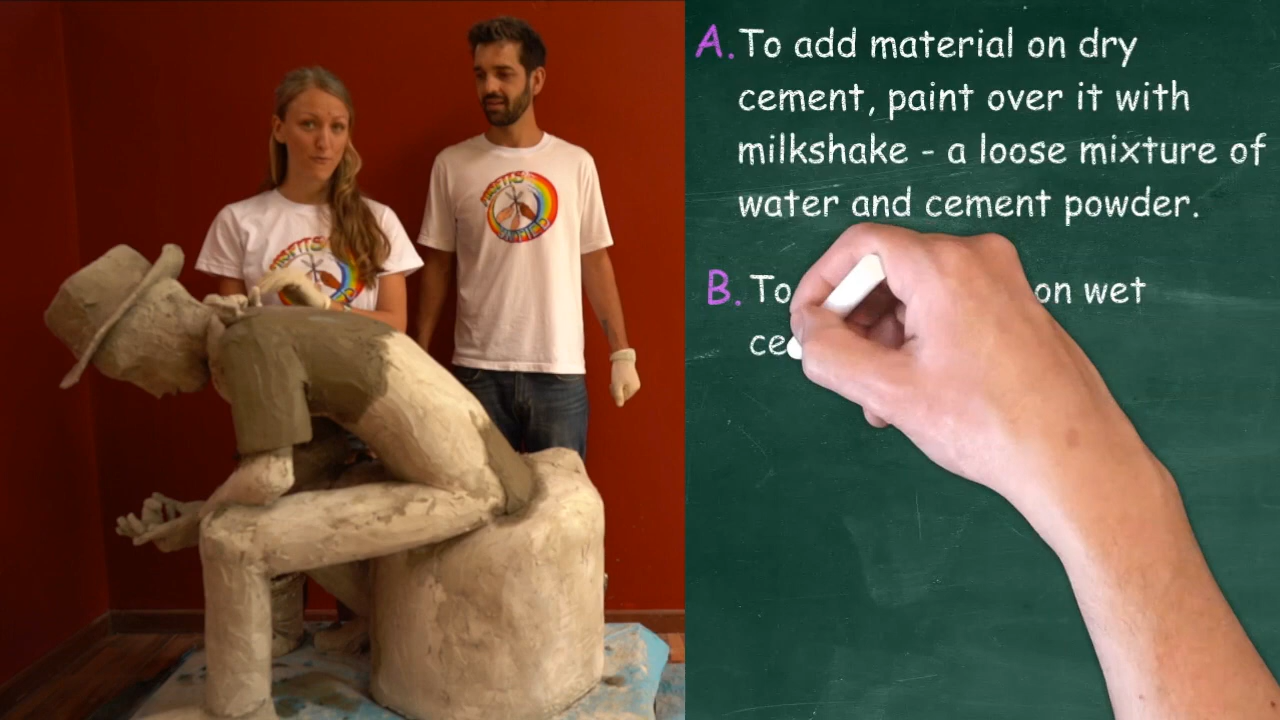 A. To add material on dry
cement, paint over it with
milkshake - a loose mixture of
water and cement powder.
B. To on wet
ce